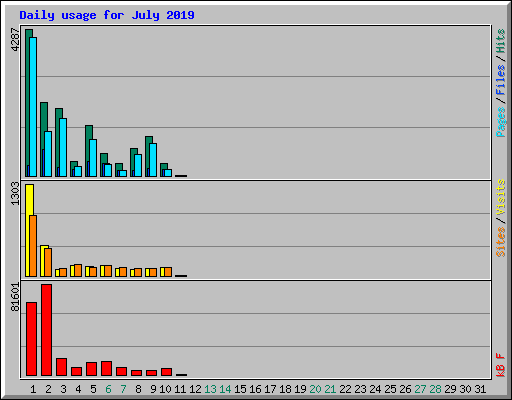 Daily usage for July 2019
4287
Pages / Files / Hits
1303
Sites / Visits
81601
kB F
1 2 3 4 5 6 7 8 9 10 11 12 13 14 15 16 17 18 19 20 21 22 23 24 25 26 27 28 29 30 31